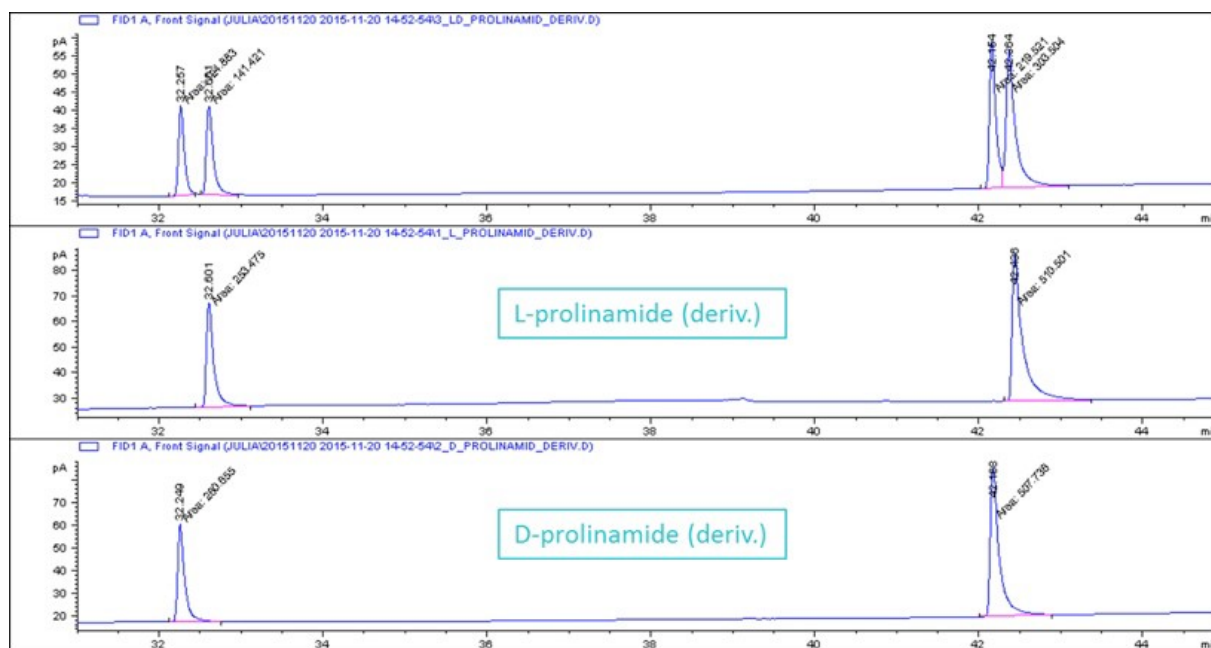 FID1 A, Front Signal (JULIA\20151120 2015-11-20 14-52-54\3_LD_PROLINAMID_DERIV.D)
pA
55
50
45
40
35
30
25
20
15
32.257
Area: 141.421
42.164
Area: 219.521
42.364
Area: 303.504
32 34 36 38 40 42 44
FID1 A, Front Signal (JULIA\20151120 2015-11-20 14-52-54\1_L_PROLINAMID_DERIV.D)
pA
80
70
60
50
40
30
32.601
Area: 253.475
L-prolinamide (deriv.)
Area: 510.501
32 34 36 38 40 42 44
FID1 A, Front Signal (JULIA\20151120 2015-11-20 14-52-54\2_D_PROLINAMID_DERIV.D)
pA
70
60
50
40
30
20
32.249
Area: 260.655
D-prolinamide (deriv.)
Area: 507.738
32 34 36 38 40 42 44